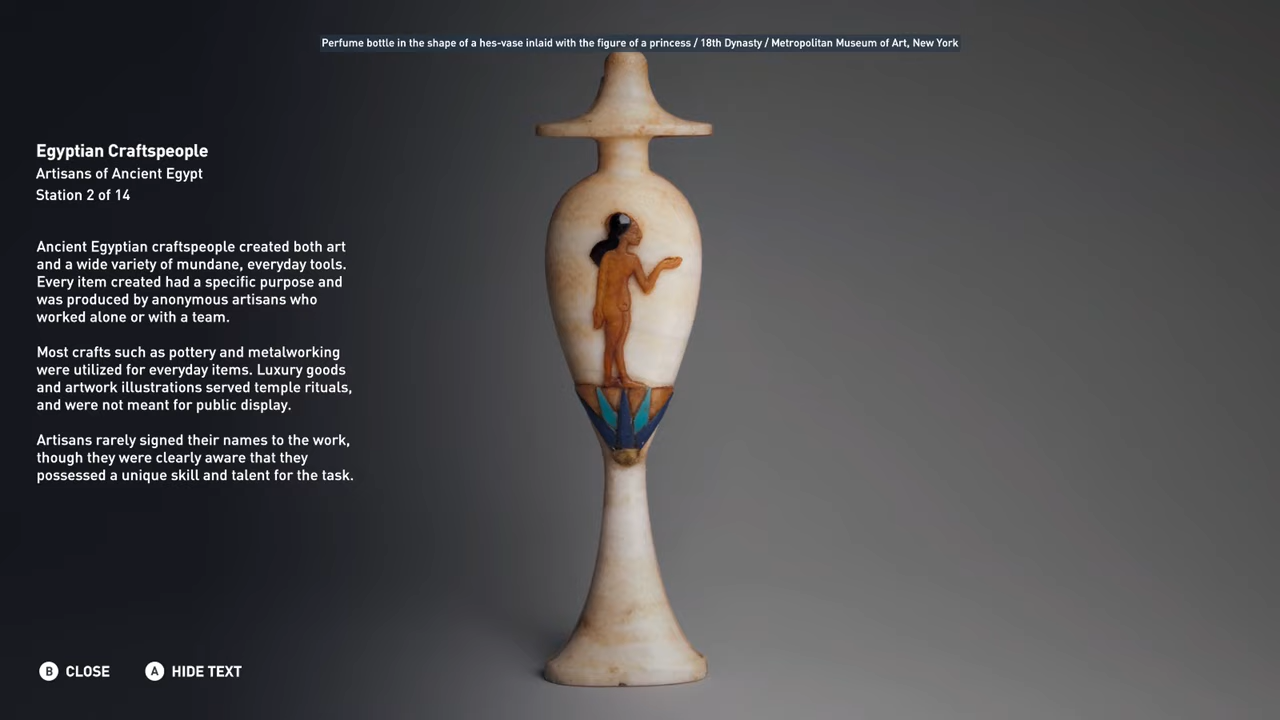 Perfume bottle in the shape of a hes-vase inlaid with the figure of a princess / 18th Dynasty / Metropolitan Museum of Art, New York
Egyptian Craftspeople
Artisans of Ancient Egypt
Station 2 of 14
Ancient Egyptian craftspeople created both art
and a wide variety of mundane, everyday tools.
Every item created had a specific purpose and
was produced by anonymous artisans who
worked alone or with a team.
Most crafts such as pottery and metalworking
were utilized for everyday items. Luxury goods
and artwork illustrations served temple rituals,
and were not meant for public display.
Artisans rarely signed their names to the work,
though they were clearly aware that they
possessed a unique skill and talent for the task.
B CLOSE A HIDE TEXT